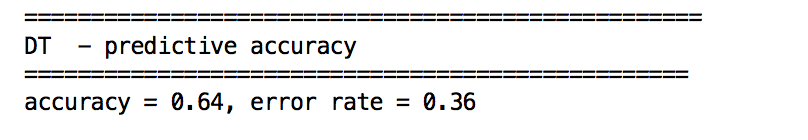 ===================================================
DT  - predictive accuracy
==================================================
accuracy = 0.64, error rate = 0.36